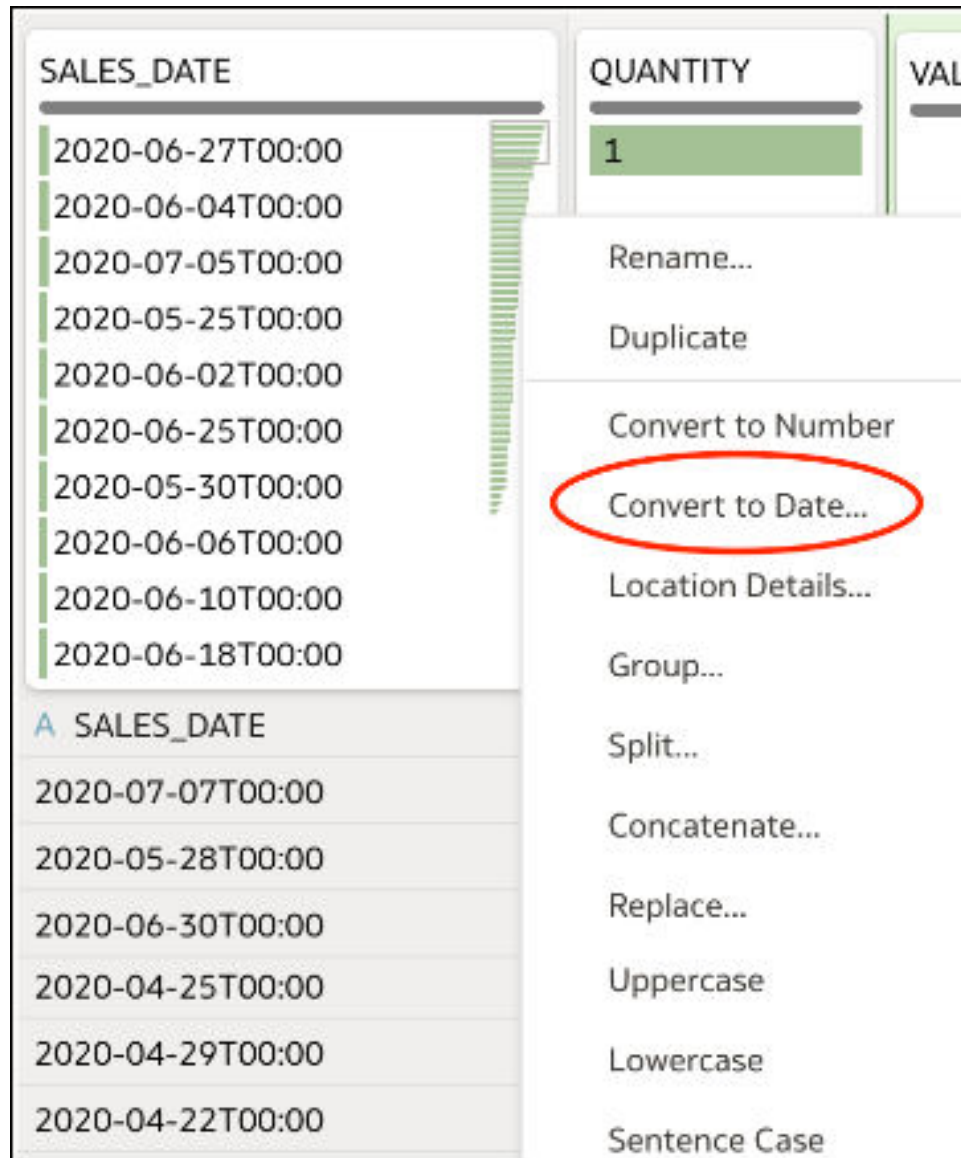 SALES_DATE
2020-06-27T00:00
2020-06-04T00:00
2020-07-05T00:00
2020-05-25T00:00
2020-06-02T00:00
2020-06-25T00:00
2020-05-30T00:00
2020-06-06T00:00
2020-06-10T00:00
2020-06-18T00:00
A SALES_DATE
2020-07-07T00:00
2020-05-28T00:00
2020-06-30T00:00
2020-04-25T00:00
2020-04-29T00:00
2020-04-22T00:00
QUANTITY
1
VAL
Rename...
Duplicate
Convert to Number
Convert to Date...
Location Details...
Group...
Split...
Concatenate...
Replace...
Uppercase
Lowercase
Sentence Case